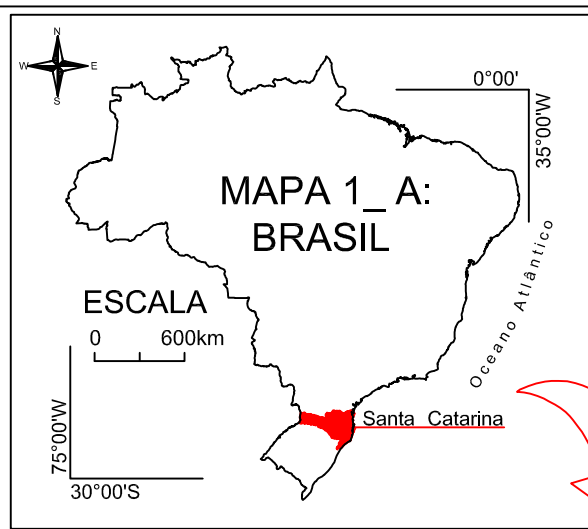 N
W E
S
0°00'
35°00'W
MAPA 1_ A:
BRASIL
Oceano Atlântico
ESCALA
0 600km
Santa Catarina
75°00'W
30°00'S